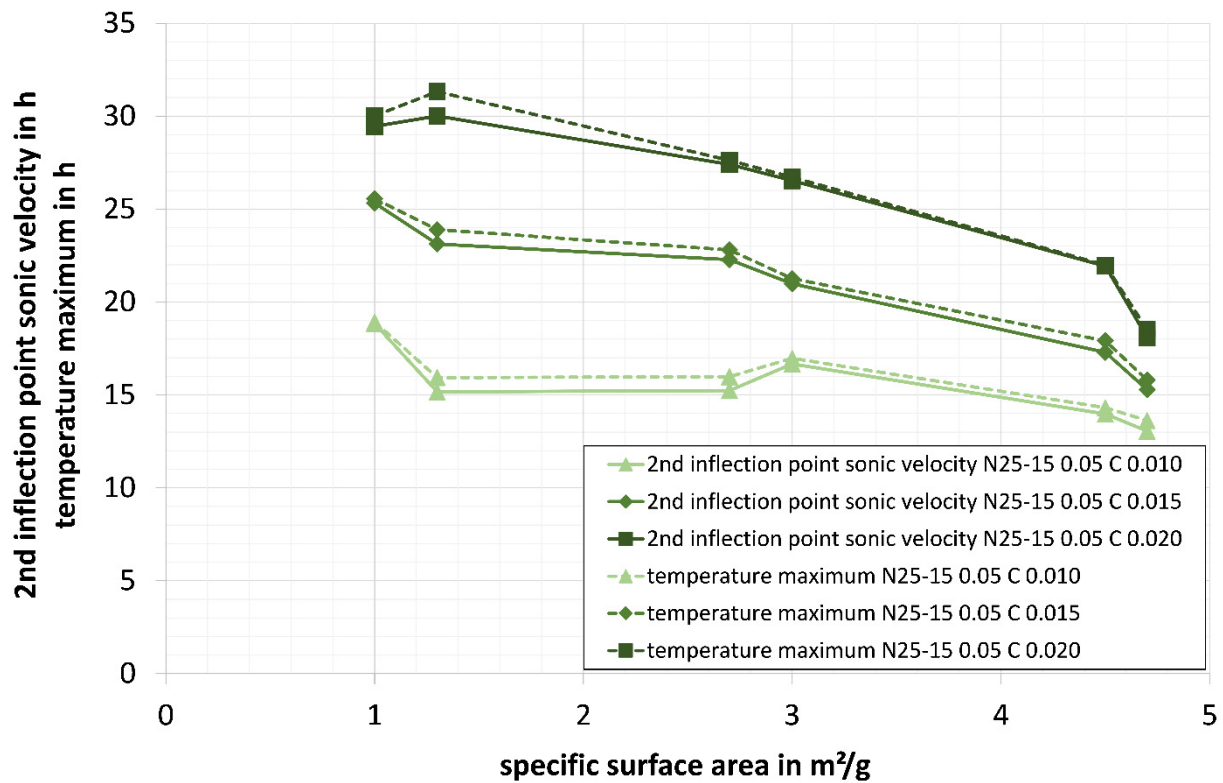 2nd inflection point sonic velocity in h
temperature maximum in h
35
30
25
20
15
10
5
0
0
1
2
3
4
5
specific surface area in m²/g
2nd inflection point sonic velocity N25-15 0.05 C 0.010
2nd inflection point sonic velocity N25-15 0.05 C 0.015
2nd inflection point sonic velocity N25-15 0.05 C 0.020
temperature maximum N25-15 0.05 C 0.010
temperature maximum N25-15 0.05 C 0.015
temperature maximum N25-15 0.05 C 0.020